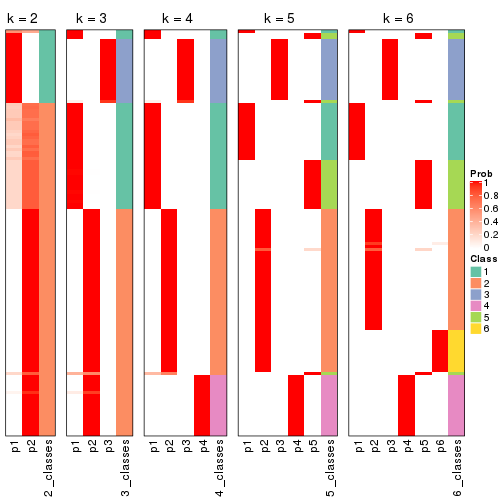 k = 2
k = 3
k = 4
k = 5
k = 6
Prob
1
0.8
0.6
0.4
0.2
0
Class
1
2
3
4
5
6
p1
p2
2_classes
p1
p2
p3
3_classes
p1
p2
p3
p4
4_classes
p1
p2
p3
p4
p5
5_classes
p1
p2
p3
p4
p5
p6
6_classes